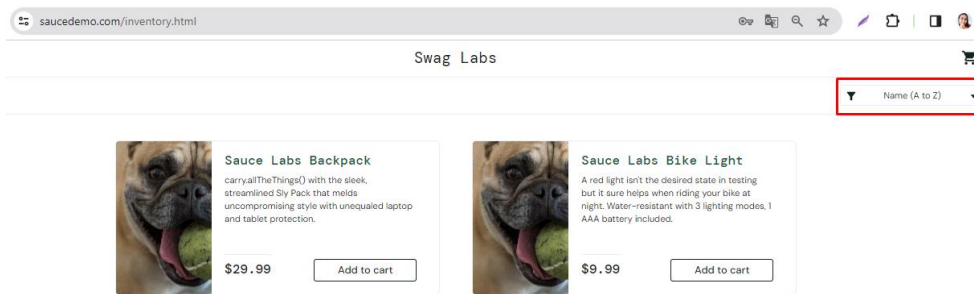 saucedemo.com/inventory.html
Swag Labs
Name (A to Z)
Sauce Labs Backpack
carry.allTheThings() with the sleek,
streamlined Sly Pack that melds
uncompromising style with unequaled laptop
and tablet protection.
$29.99
Add to cart
Sauce Labs Bike Light
A red light isn't the desired state in testing
but it sure helps when riding your bike at
night. Water-resistant with 3 lighting modes, 1
AAA battery included.
$9.99
Add to cart